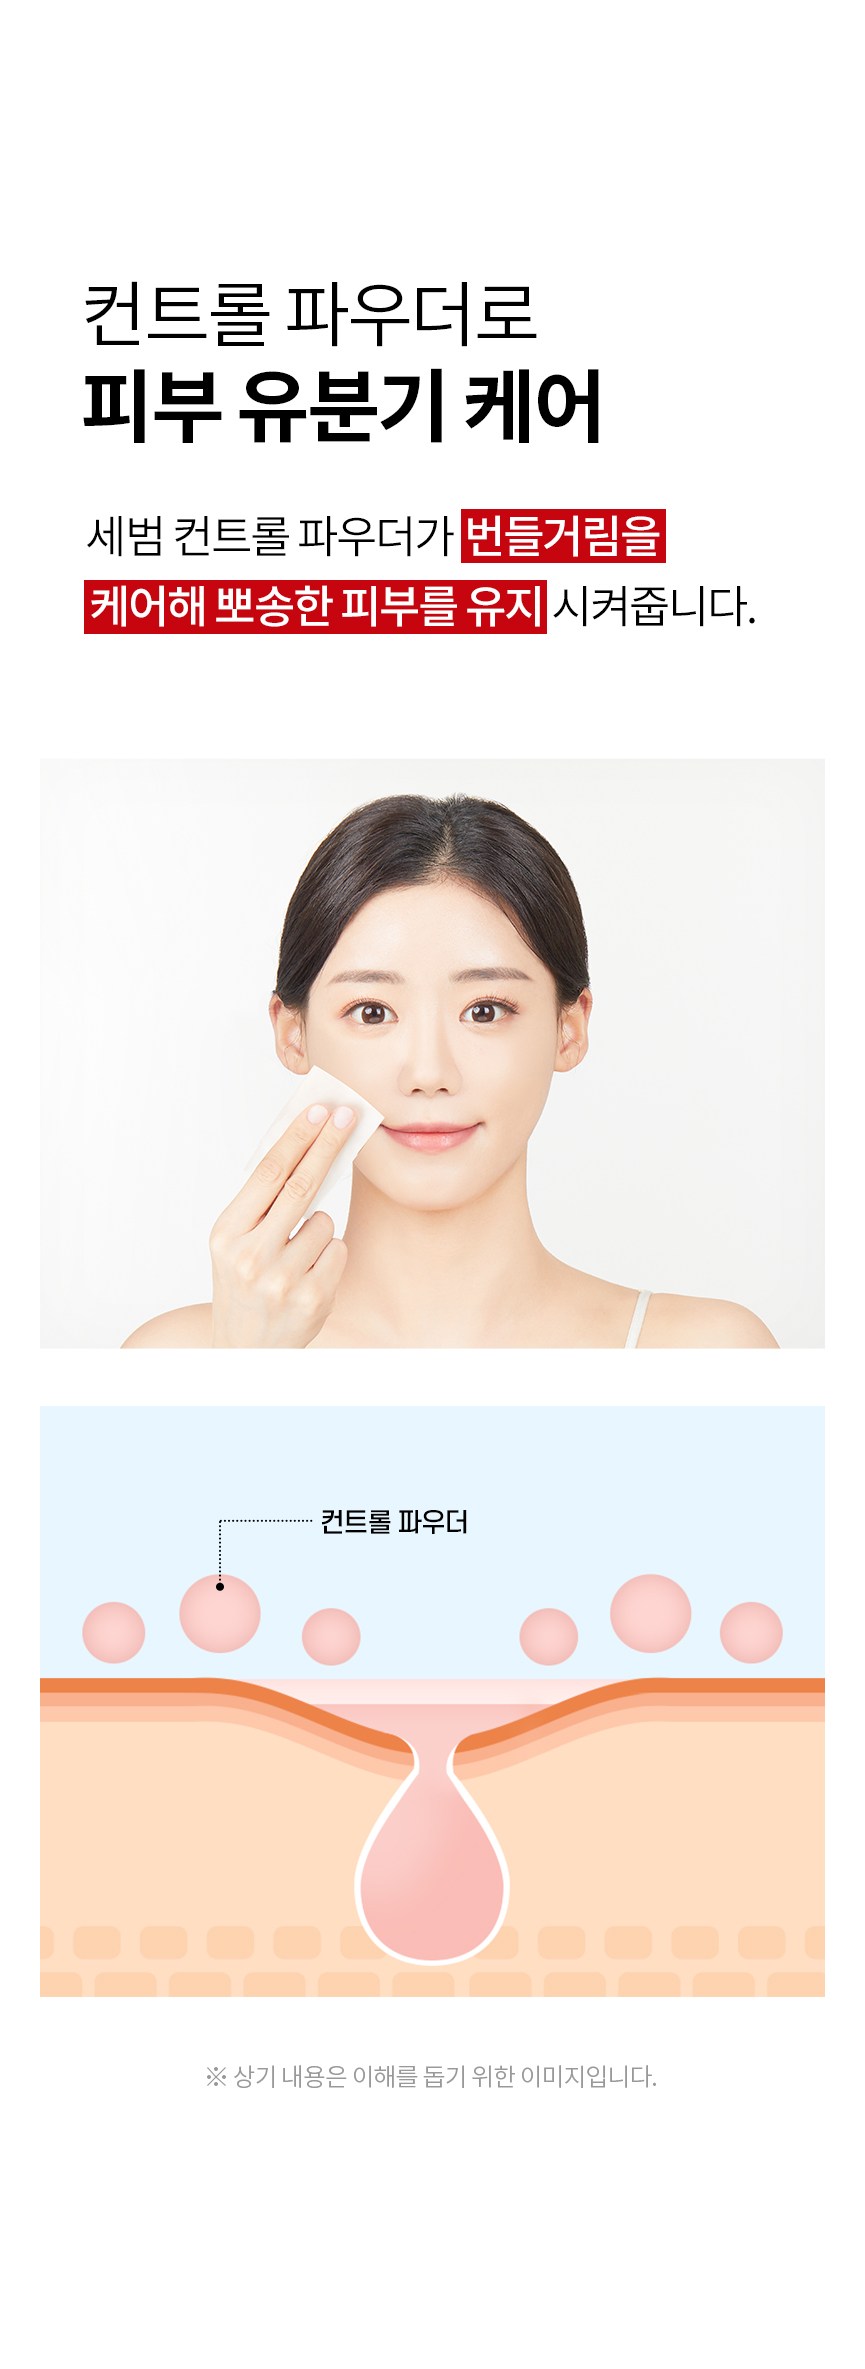 컨트롤 파우더로
피부 유분기 케어
세범 컨트롤 파우더가 번들거림을
케어해 뽀송한 피부를 유지 시켜줍니다.
컨트롤 파우더
※ 상기 내용은 이해를 돕기 위한 이미지입니다.